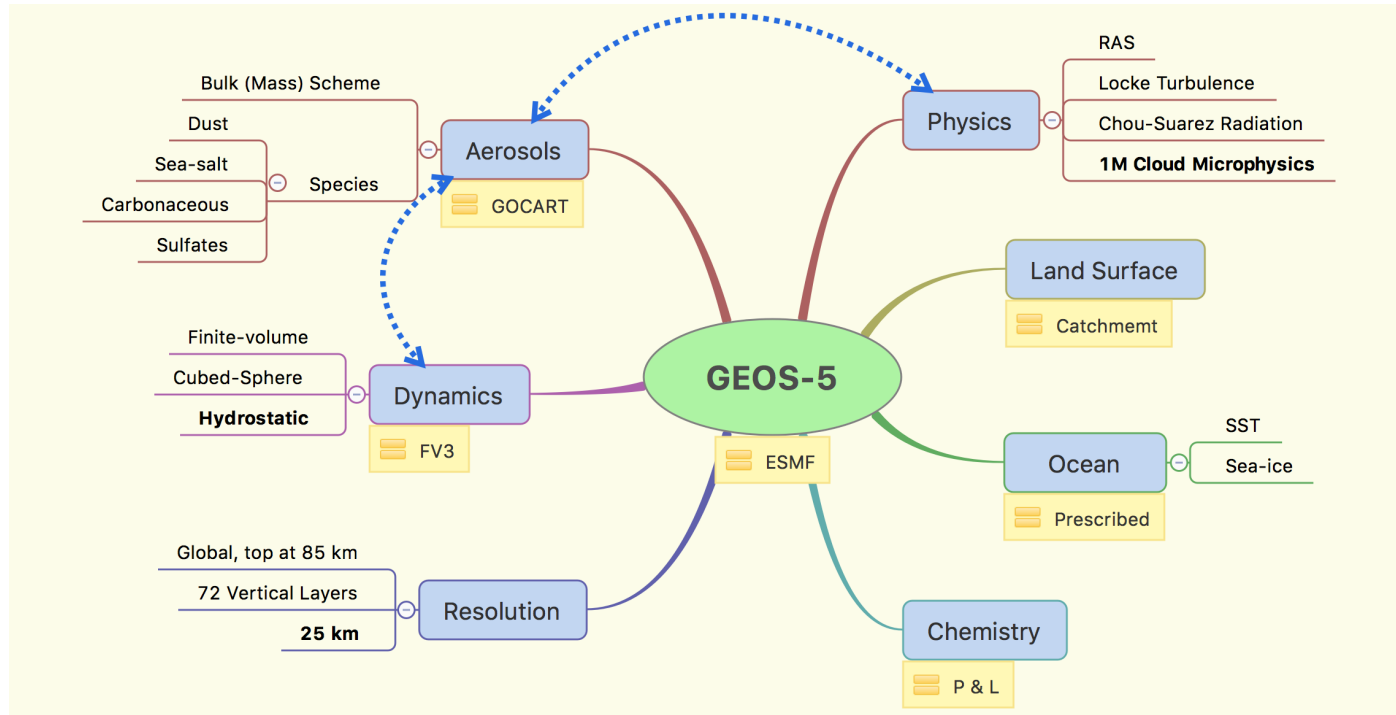 RAS
Bulk (Mass) Scheme
Locke Turbulence
Physics
Dust
Chou-Suarez Radiation
Aerosols
Sea-salt
1M Cloud Microphysics
Species
Carbonaceous
GOCART
Sulfates
Land Surface
Catchmemt
Finite-volume
Cubed-Sphere
GEOS-5
Dynamics
Hydrostatic
SST
FV3
ESMF
Ocean
Sea-ice
Prescribed
Global, top at 85 km
72 Vertical Layers
Resolution
25 km
Chemistry
P & L